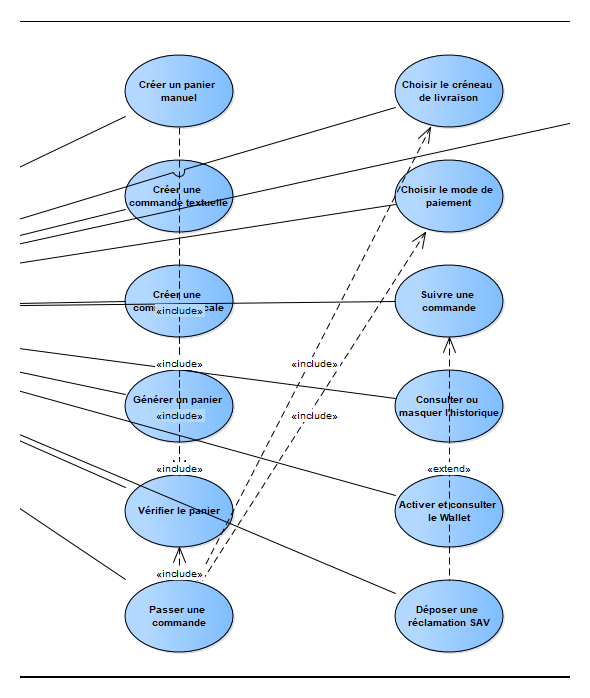 Créer un panier
manuel
Choisir le créneau
de livraison
Créer une
commande textuelle
Choisir le mode de
paiement
Créer une
«include»
Suivre une
commande
«include»
«include»
Générer un panier
«include»
«include»
Consulter ou
masquer l'historique
«include»
«extend»
Vérifier le panier
Activer et consulter
le Wallet
«include»
Passer une
commande
Déposer une
réclamation SAV